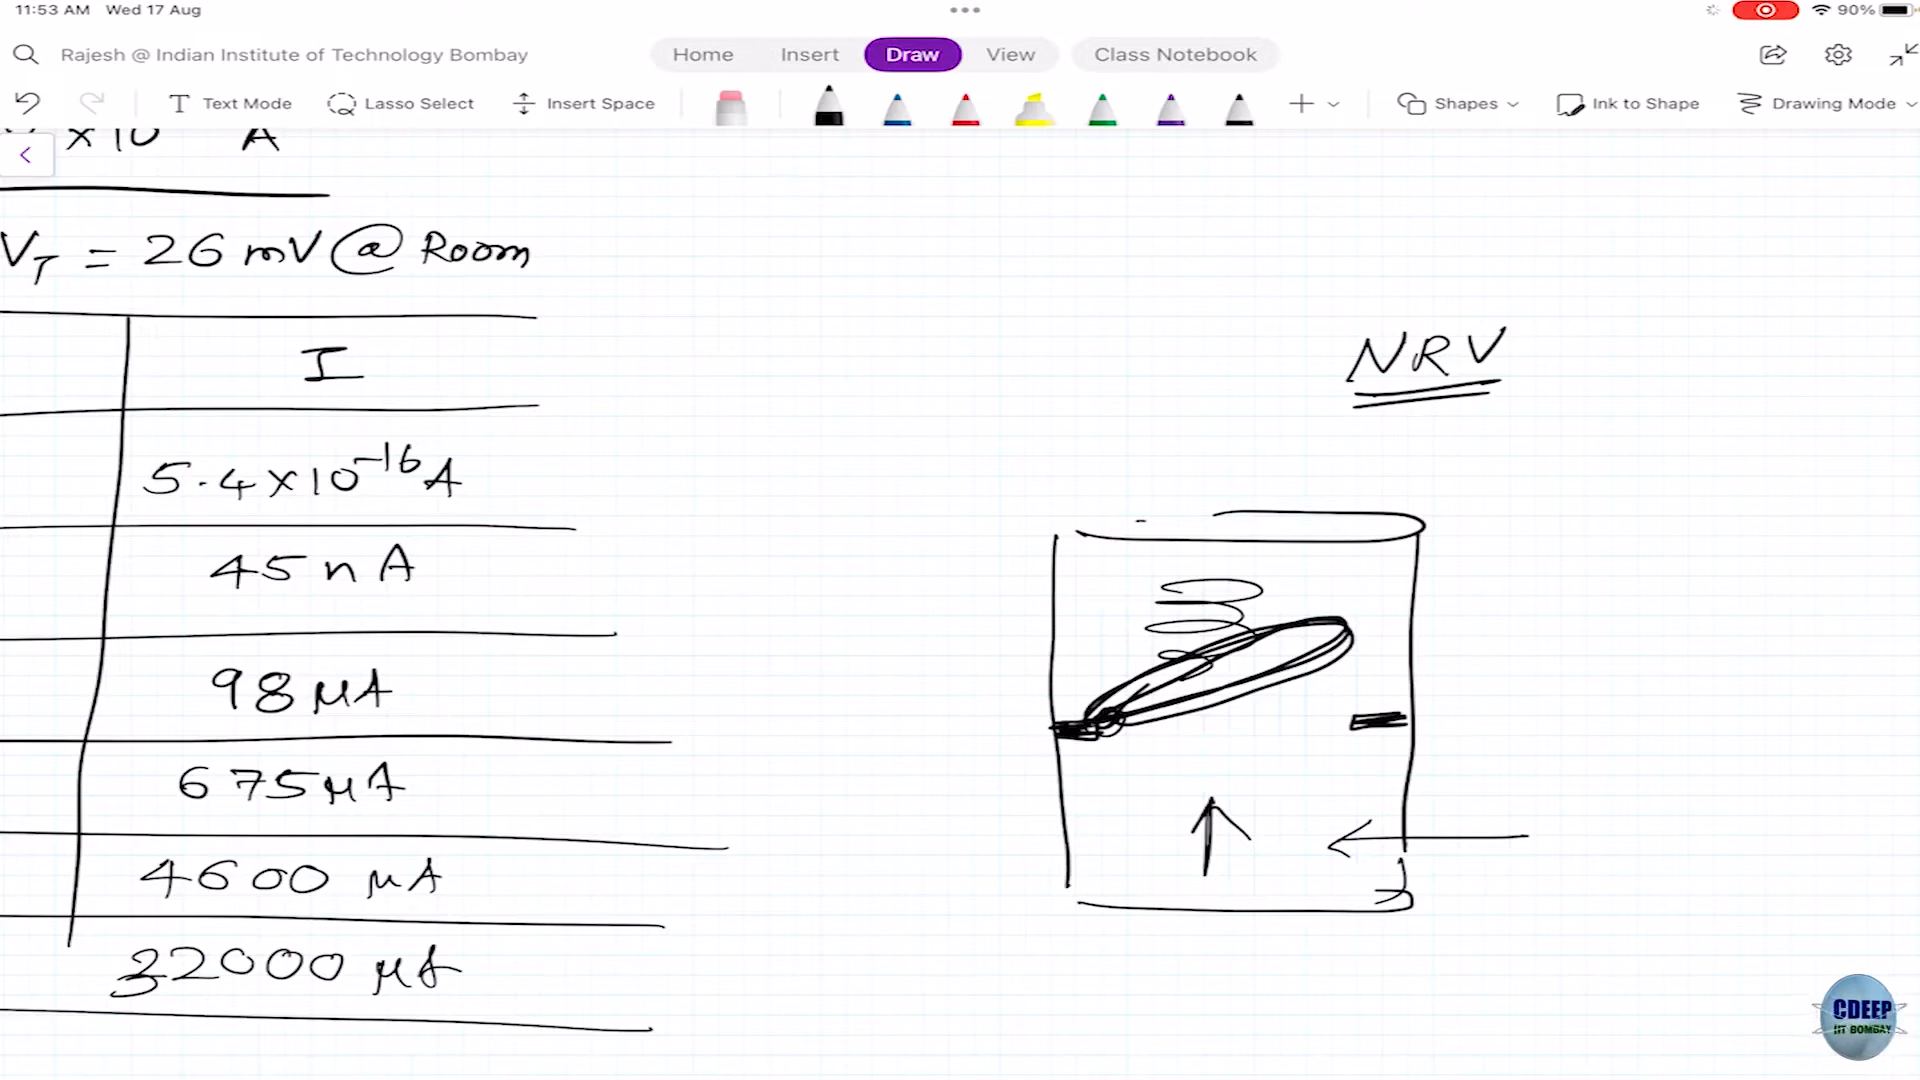 11:53 AM Wed 17 Aug
90%
Rajesh @ Indian Institute of Technology Bombay
Home Insert Draw View Class Notebook
Text Mode Lasso Select Insert Space Shapes Ink to Shape Drawing Mode
×10 A
V_T = 26 mV @ Room
NRV
I
5.4×10^-16 A
45 nA
98 μA
675 μA
4600 μA
32000 μA
CDEEP
IIT BOMBAY